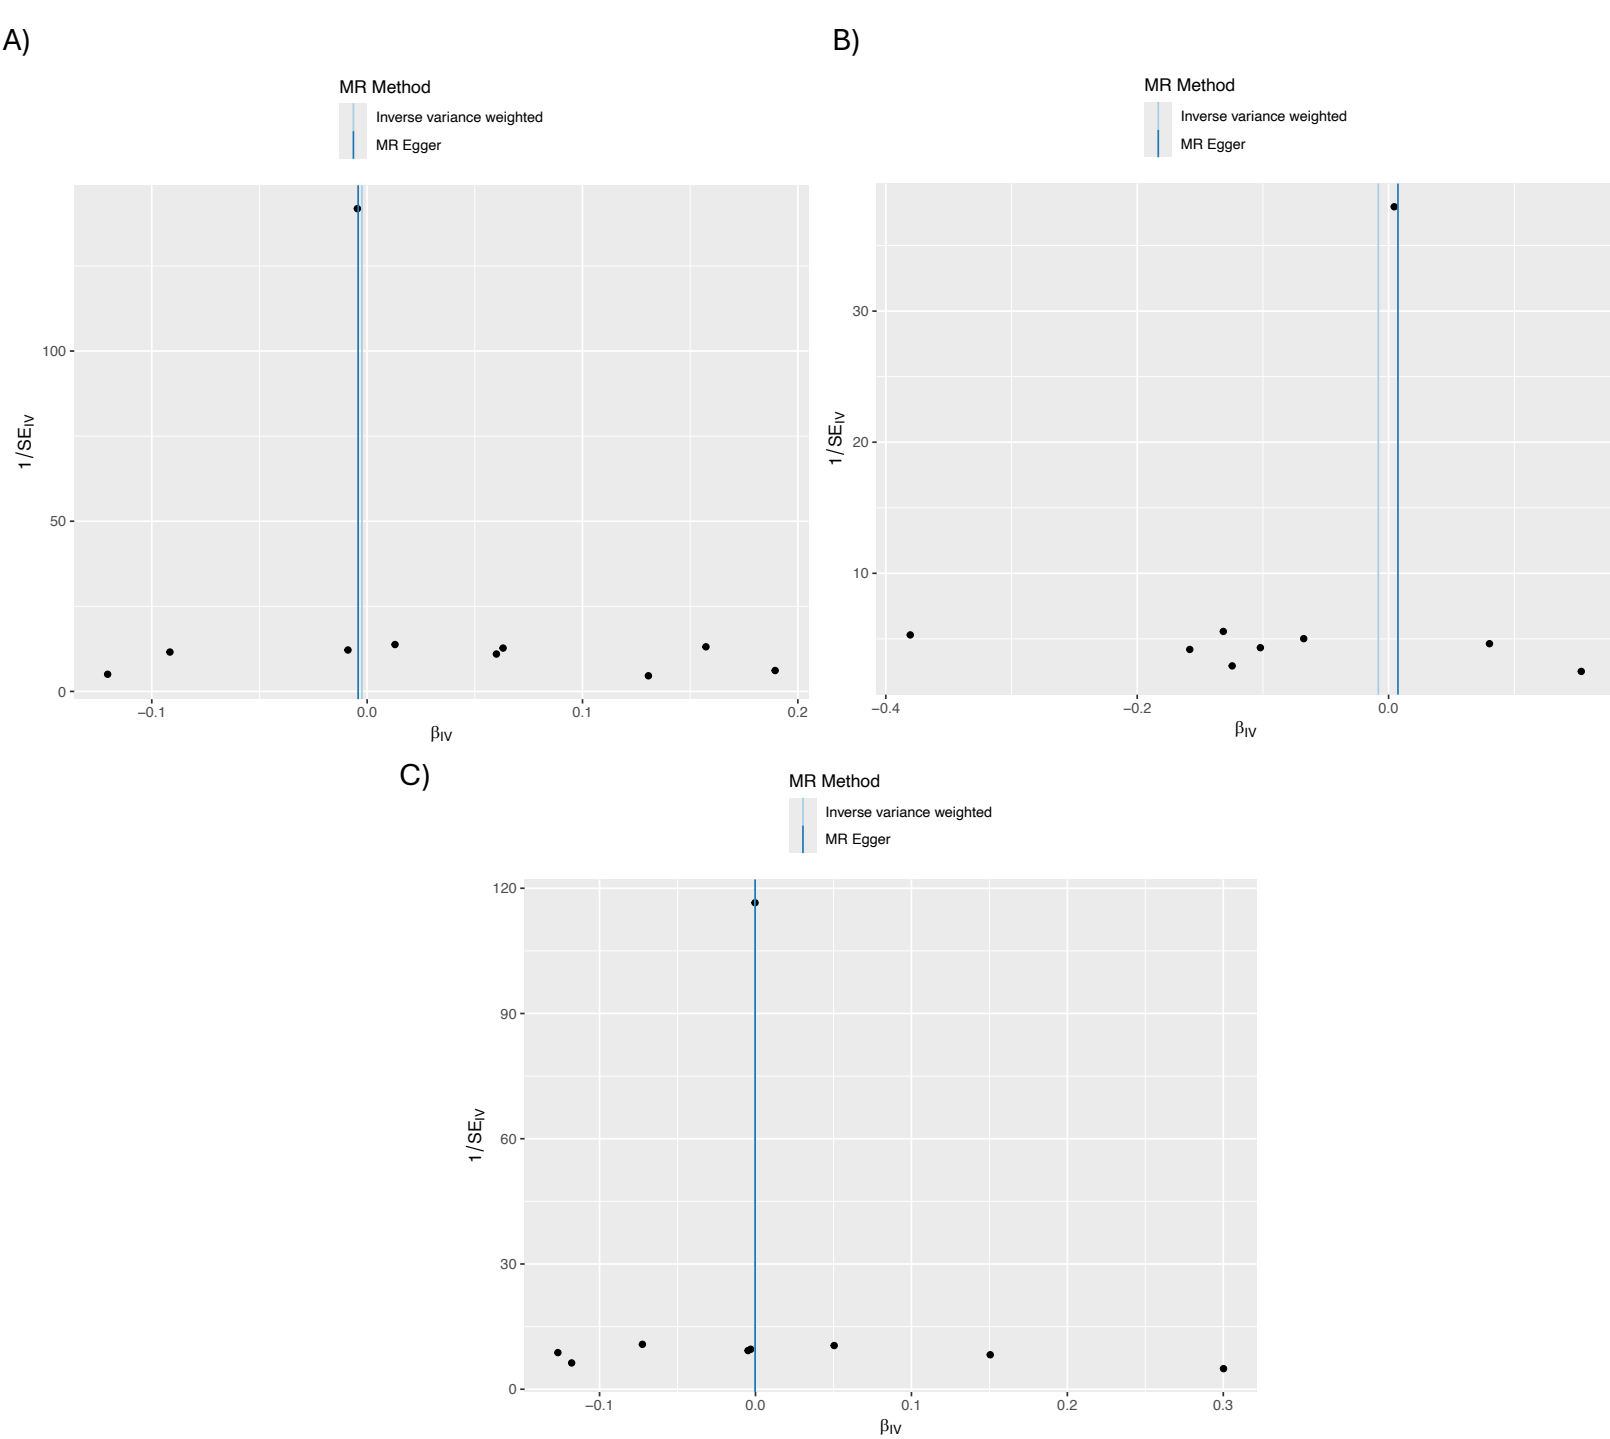 A)
MR Method
Inverse variance weighted
MR Egger
1/SE_IV
100
50
0
−0.1
0.0
0.1
0.2
β_IV
B)
MR Method
Inverse variance weighted
MR Egger
1/SE_IV
30
20
10
−0.4
−0.2
0.0
β_IV
C)
MR Method
Inverse variance weighted
MR Egger
1/SE_IV
120
90
60
30
0
−0.1
0.0
0.1
0.2
0.3
β_IV